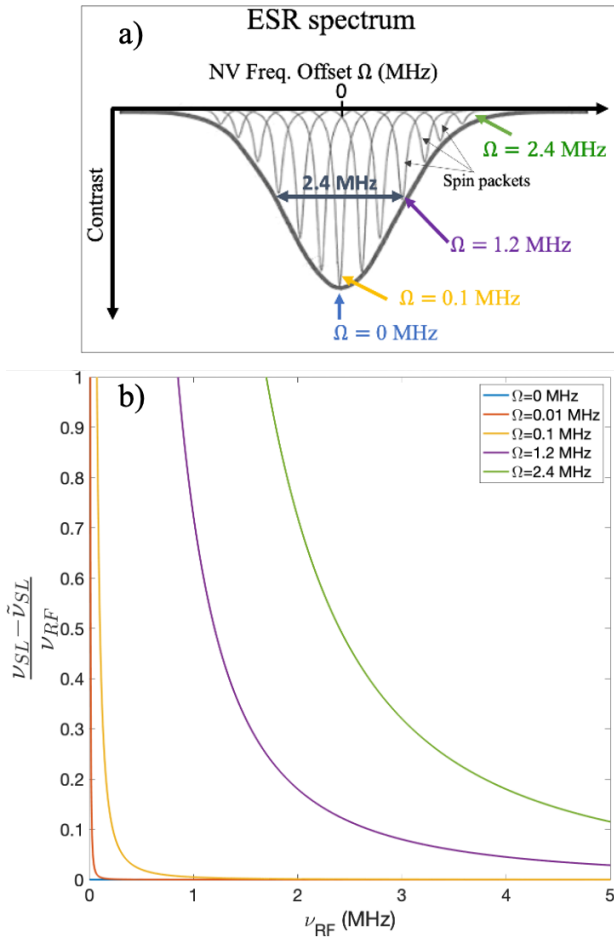 a)
ESR spectrum
NV Freq. Offset Ω (MHz)
0
Contrast
2.4 MHz
Spin packets
Ω = 2.4 MHz
Ω = 1.2 MHz
Ω = 0.1 MHz
Ω = 0 MHz
b)
Ω=0 MHz
Ω=0.01 MHz
Ω=0.1 MHz
Ω=1.2 MHz
Ω=2.4 MHz
1
0.9
0.8
0.7
0.6
0.5
0.4
0.3
0.2
0.1
0
ν_SL − ν̃_SL
ν_RF
0 1 2 3 4 5
ν_RF (MHz)